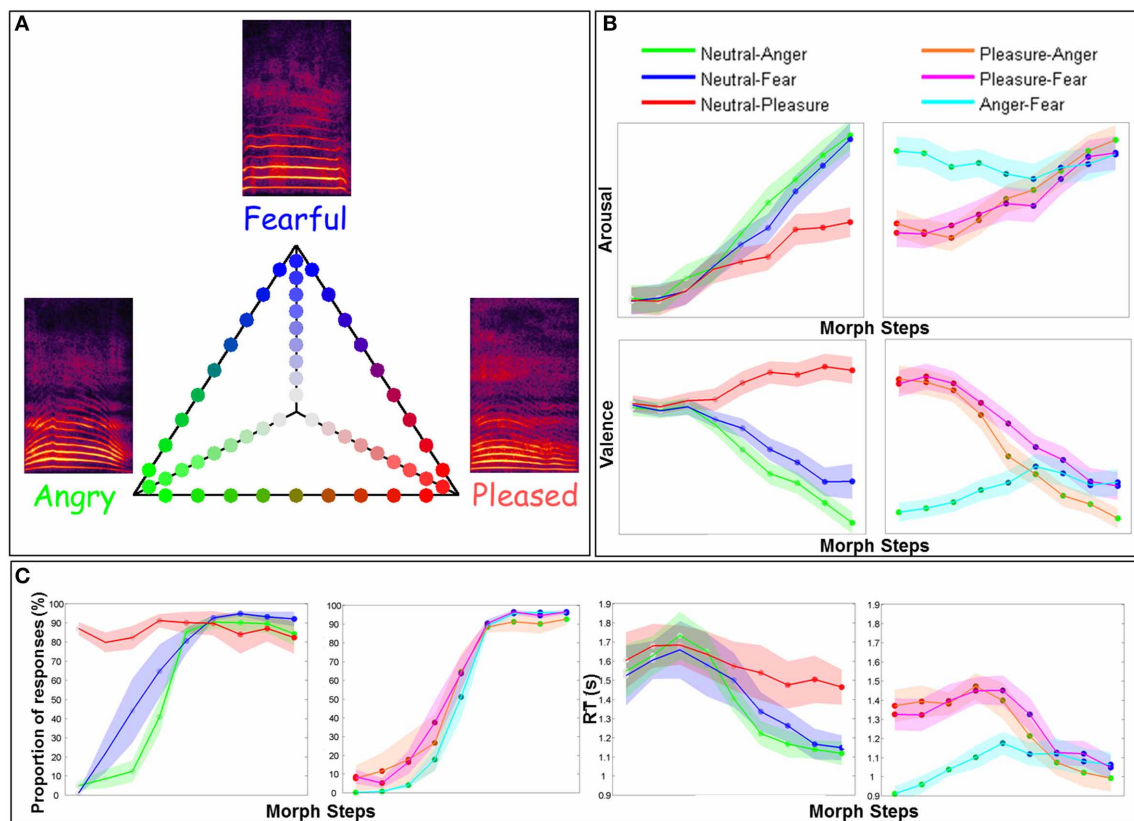 A
Fearful
Angry
Pleased
B
Neutral-Anger
Neutral-Fear
Neutral-Pleasure
Pleasure-Anger
Pleasure-Fear
Anger-Fear
Arousal
Morph Steps
Valence
Morph Steps
C
Proportion of responses (%)
100
90
80
70
60
50
40
30
20
10
0
100
90
80
70
60
50
40
30
20
10
0
Morph Steps
RT (s)
1.9
1.8
1.7
1.6
1.5
1.4
1.3
1.2
1.1
1
0.9
1.9
1.8
1.7
1.6
1.5
1.4
1.3
1.2
1.1
1
0.9
Morph Steps